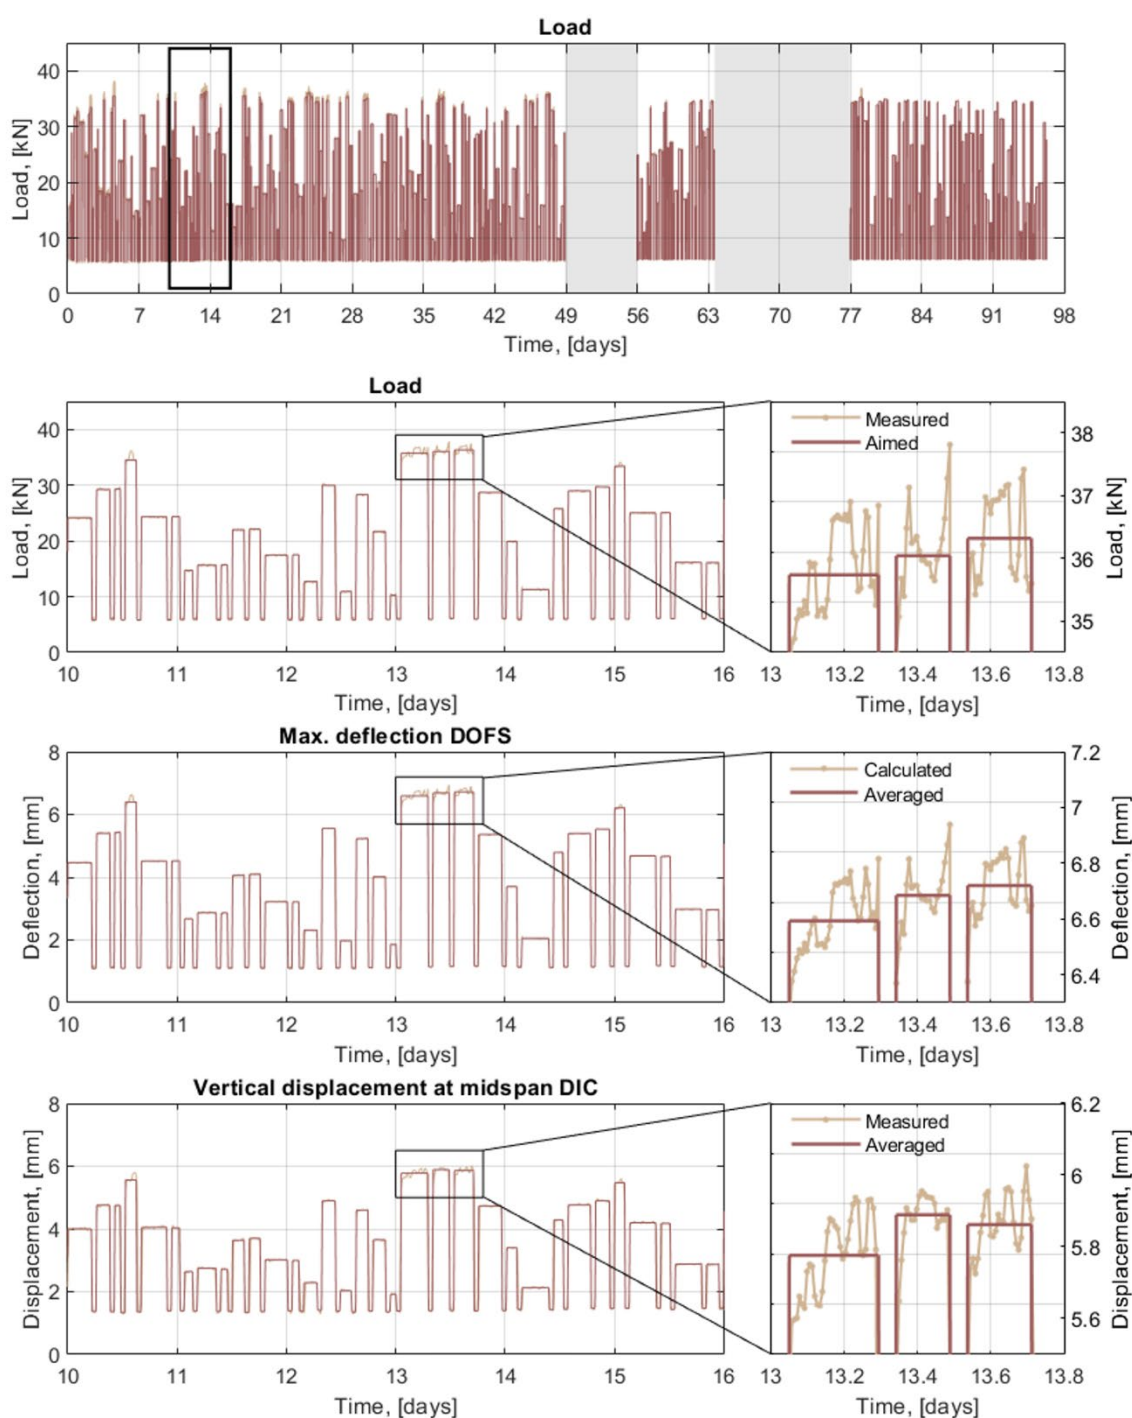 Load
Load, [kN]
40
30
20
10
0
0 7 14 21 28 35 42 49 56 63 70 77 84 91 98
Time, [days]
Load
Load, [kN]
40
30
20
10
0
10 11 12 13 14 15 16
Time, [days]
Measured
Aimed
38
37
36
35
Load, [kN]
13 13.2 13.4 13.6 13.8
Time, [days]
Max. deflection DOFS
Deflection, [mm]
8
6
4
2
0
10 11 12 13 14 15 16
Time, [days]
Calculated
Averaged
7.2
7
6.8
6.6
6.4
Deflection, [mm]
13 13.2 13.4 13.6 13.8
Time, [days]
Vertical displacement at midspan DIC
Displacement, [mm]
8
6
4
2
0
10 11 12 13 14 15 16
Time, [days]
Measured
Averaged
6.2
6
5.8
5.6
Displacement, [mm]
13 13.2 13.4 13.6 13.8
Time, [days]